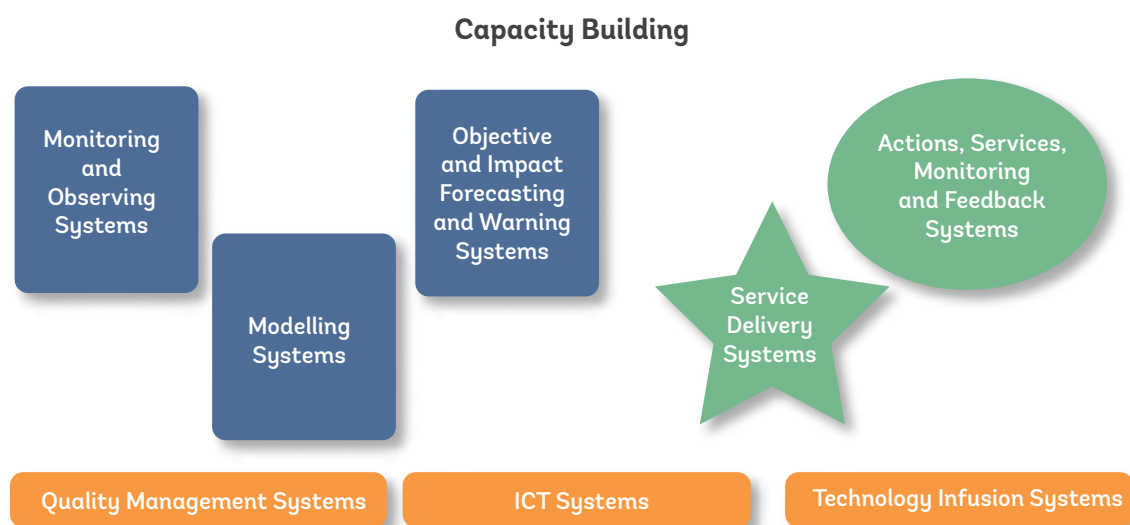 Capacity Building
Monitoring
and
Observing
Systems
Modelling
Systems
Objective
and Impact
Forecasting
and Warning
Systems
Service
Delivery
Systems
Actions, Services,
Monitoring
and Feedback
Systems
Quality Management Systems
ICT Systems
Technology Infusion Systems